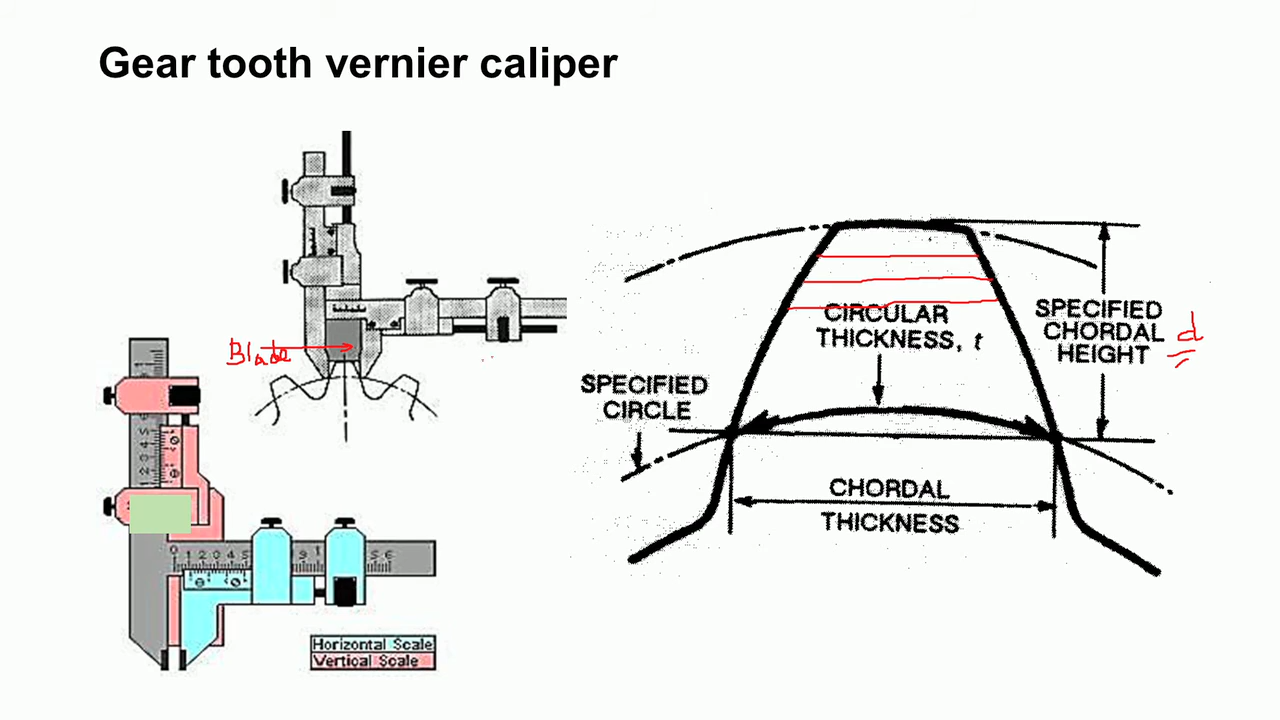 Gear tooth vernier caliper
Blade
CIRCULAR
THICKNESS, t
SPECIFIED
CHORDAL
HEIGHT
d
SPECIFIED
CIRCLE
CHORDAL
THICKNESS
Horizontal Scale
Vertical Scale